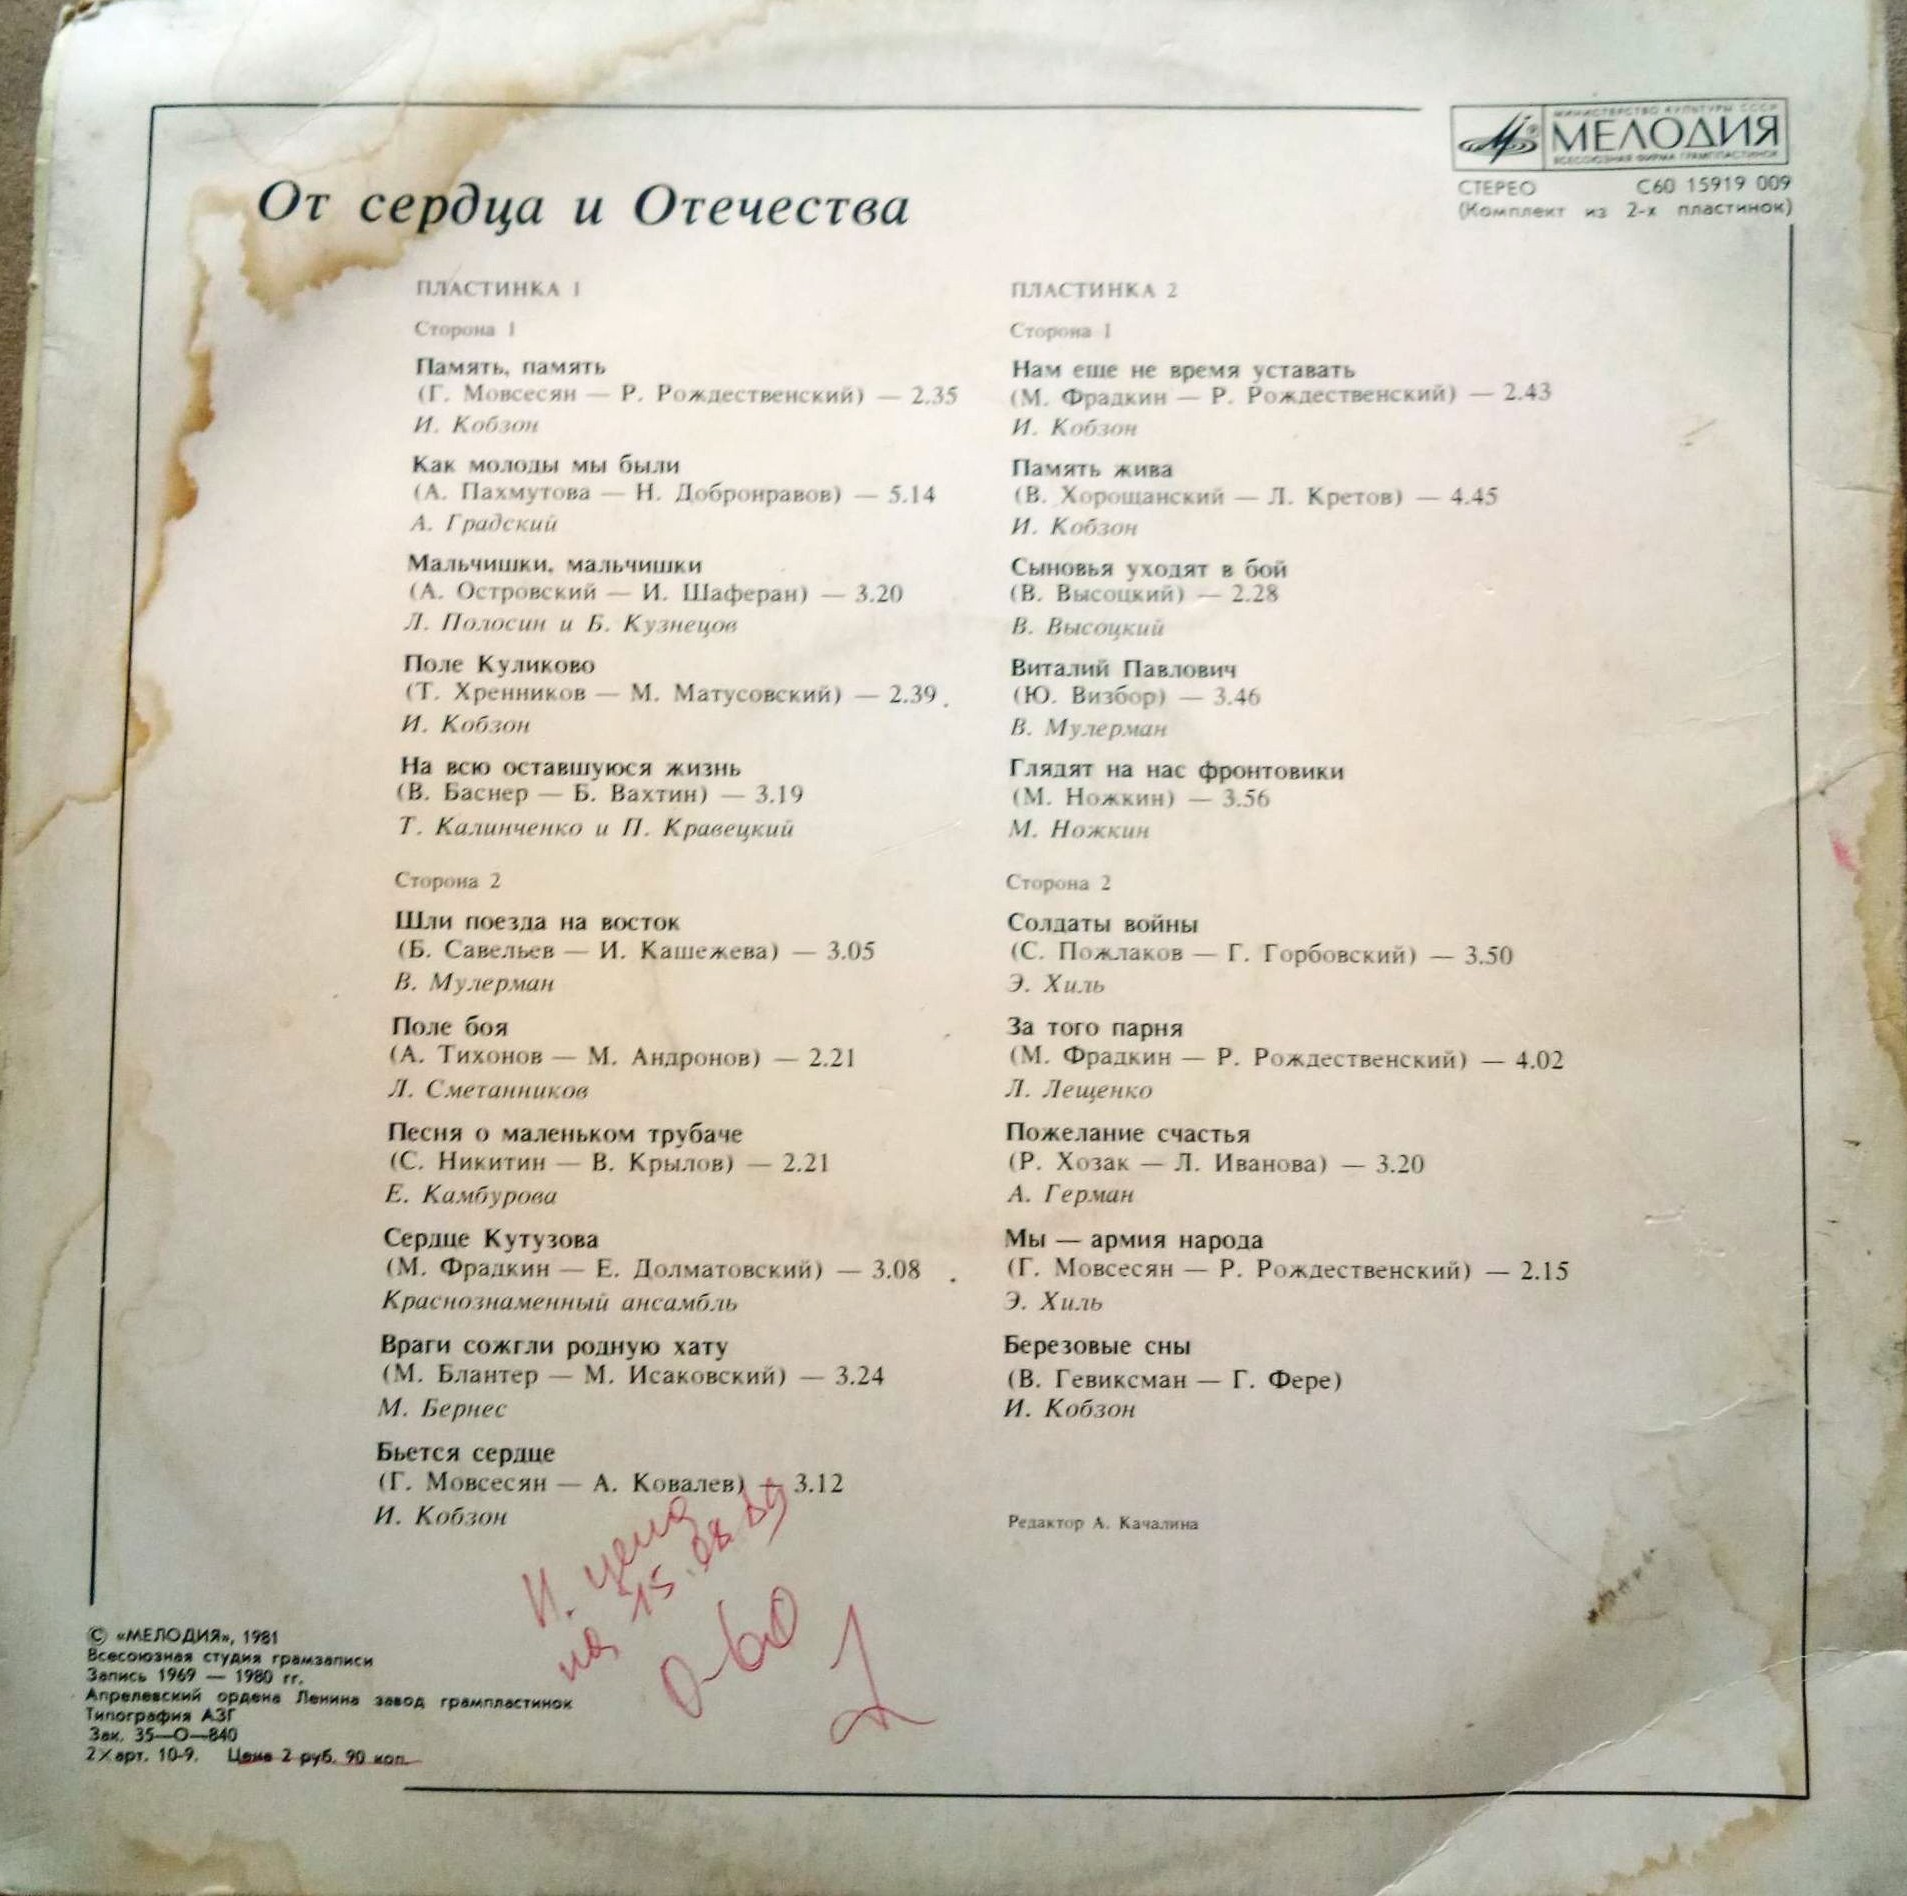 МИНИСТЕРСТВО КУЛЬТУРЫ СССР
МЕЛОДИЯ
ВСЕСОЮЗНАЯ ФИРМА ГРАМПЛАСТИНОК
СТЕРЕО С60 15919 009
(Комплект из 2-х пластинок)
От сердца и Отечества
ПЛАСТИНКА 1
Сторона 1
Память, память
(Г. Мовсесян — Р. Рождественский) — 2.35
И. Кобзон
Как молоды мы были
(А. Пахмутова — Н. Добронравов) — 5.14
А. Градский
Мальчишки, мальчишки
(А. Островский — И. Шаферан) — 3.20
Л. Полосин и Б. Кузнецов
Поле Куликово
(Т. Хренников — М. Матусовский) — 2.39
И. Кобзон
На всю оставшуюся жизнь
(В. Баснер — Б. Вахтин) — 3.19
Т. Калинченко и П. Кравецкий
Сторона 2
Шли поезда на восток
(Б. Савельев — И. Кашежева) — 3.05
В. Мулерман
Поле боя
(А. Тихонов — М. Андронов) — 2.21
Л. Сметанников
Песня о маленьком трубаче
(С. Никитин — В. Крылов) — 2.21
Е. Камбурова
Сердце Кутузова
(М. Фрадкин — Е. Долматовский) — 3.08
Краснознаменный ансамбль
Враги сожгли родную хату
(М. Блантер — М. Исаковский) — 3.24
М. Бернес
Бьется сердце
(Г. Мовсесян — А. Ковалев) — 3.12
И. Кобзон
ПЛАСТИНКА 2
Сторона 1
Нам еще не время уставать
(М. Фрадкин — Р. Рождественский) — 2.43
И. Кобзон
Память жива
(В. Хорощанский — Л. Кретов) — 4.45
И. Кобзон
Сыновья уходят в бой
(В. Высоцкий) — 2.28
В. Высоцкий
Виталий Павлович
(Ю. Визбор) — 3.46
В. Мулерман
Глядят на нас фронтовики
(М. Ножкин) — 3.56
М. Ножкин
Сторона 2
Солдаты войны
(С. Пожлаков — Г. Горбовский) — 3.50
Э. Хиль
За того парня
(М. Фрадкин — Р. Рождественский) — 4.02
Л. Лещенко
Пожелание счастья
(Р. Хозак — Л. Иванова) — 3.20
А. Герман
Мы — армия народа
(Г. Мовсесян — Р. Рождественский) — 2.15
Э. Хиль
Березовые сны
(В. Гевиксман — Г. Фере)
И. Кобзон
Редактор А. Качалина
Н. цена
на 15.08.89
0-60
© «МЕЛОДИЯ», 1981
Всесоюзная студия грамзаписи
Запись 1969 — 1980 гг.
Апрелевский ордена Ленина завод грампластинок
Типография АЗГ
Зак. 35—О—840
2Xарт. 10-9. Цена 2 руб. 90 коп.